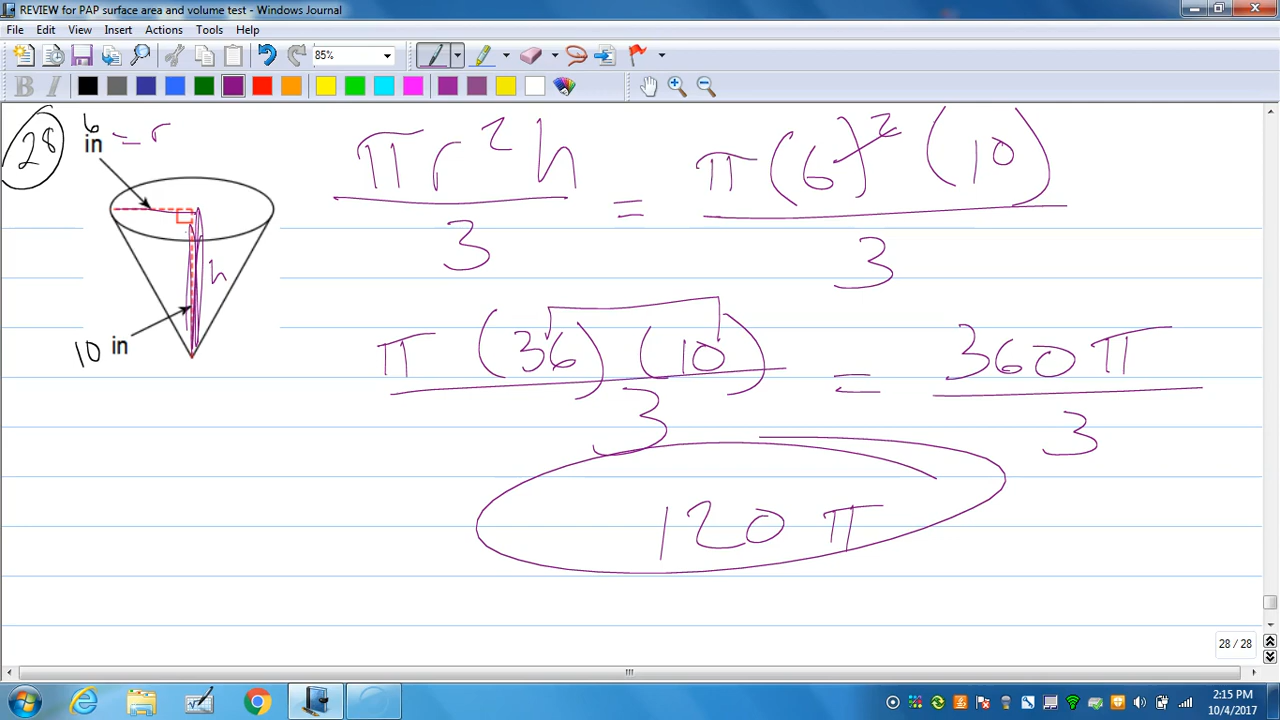 REVIEW for PAP surface area and volume test - Windows Journal
File Edit View Insert Actions Tools Help
85%
B I
28
6 in = r
πr²h / 3 = π(6)²(10) / 3
h
10 in
π(36)(10) / 3 = 360π / 3
120π
28 / 28
2:15 PM
10/4/2017